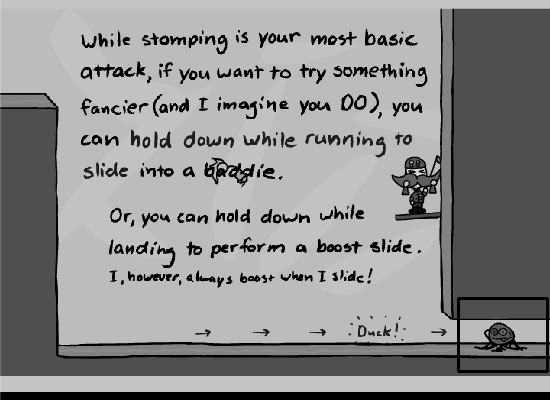 While stomping is your most basic
attack, if you want to try something
fancier (and I imagine you DO), you
can hold down while running to
slide into a baddie.
Or, you can hold down while
landing to perform a boost slide.
I, however, always boost when I slide!
→ → → Duck! →